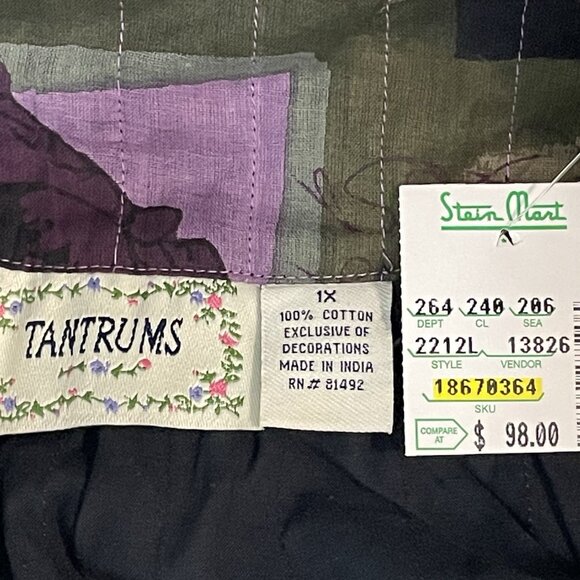 TANTRUMS
1X
100% COTTON
EXCLUSIVE OF
DECORATIONS
MADE IN INDIA
RN # 81492
Stein Mart
264 240 206
DEPT CL SEA
2212L 13826
STYLE VENDOR
18670364
SKU
COMPARE AT $ 98.00